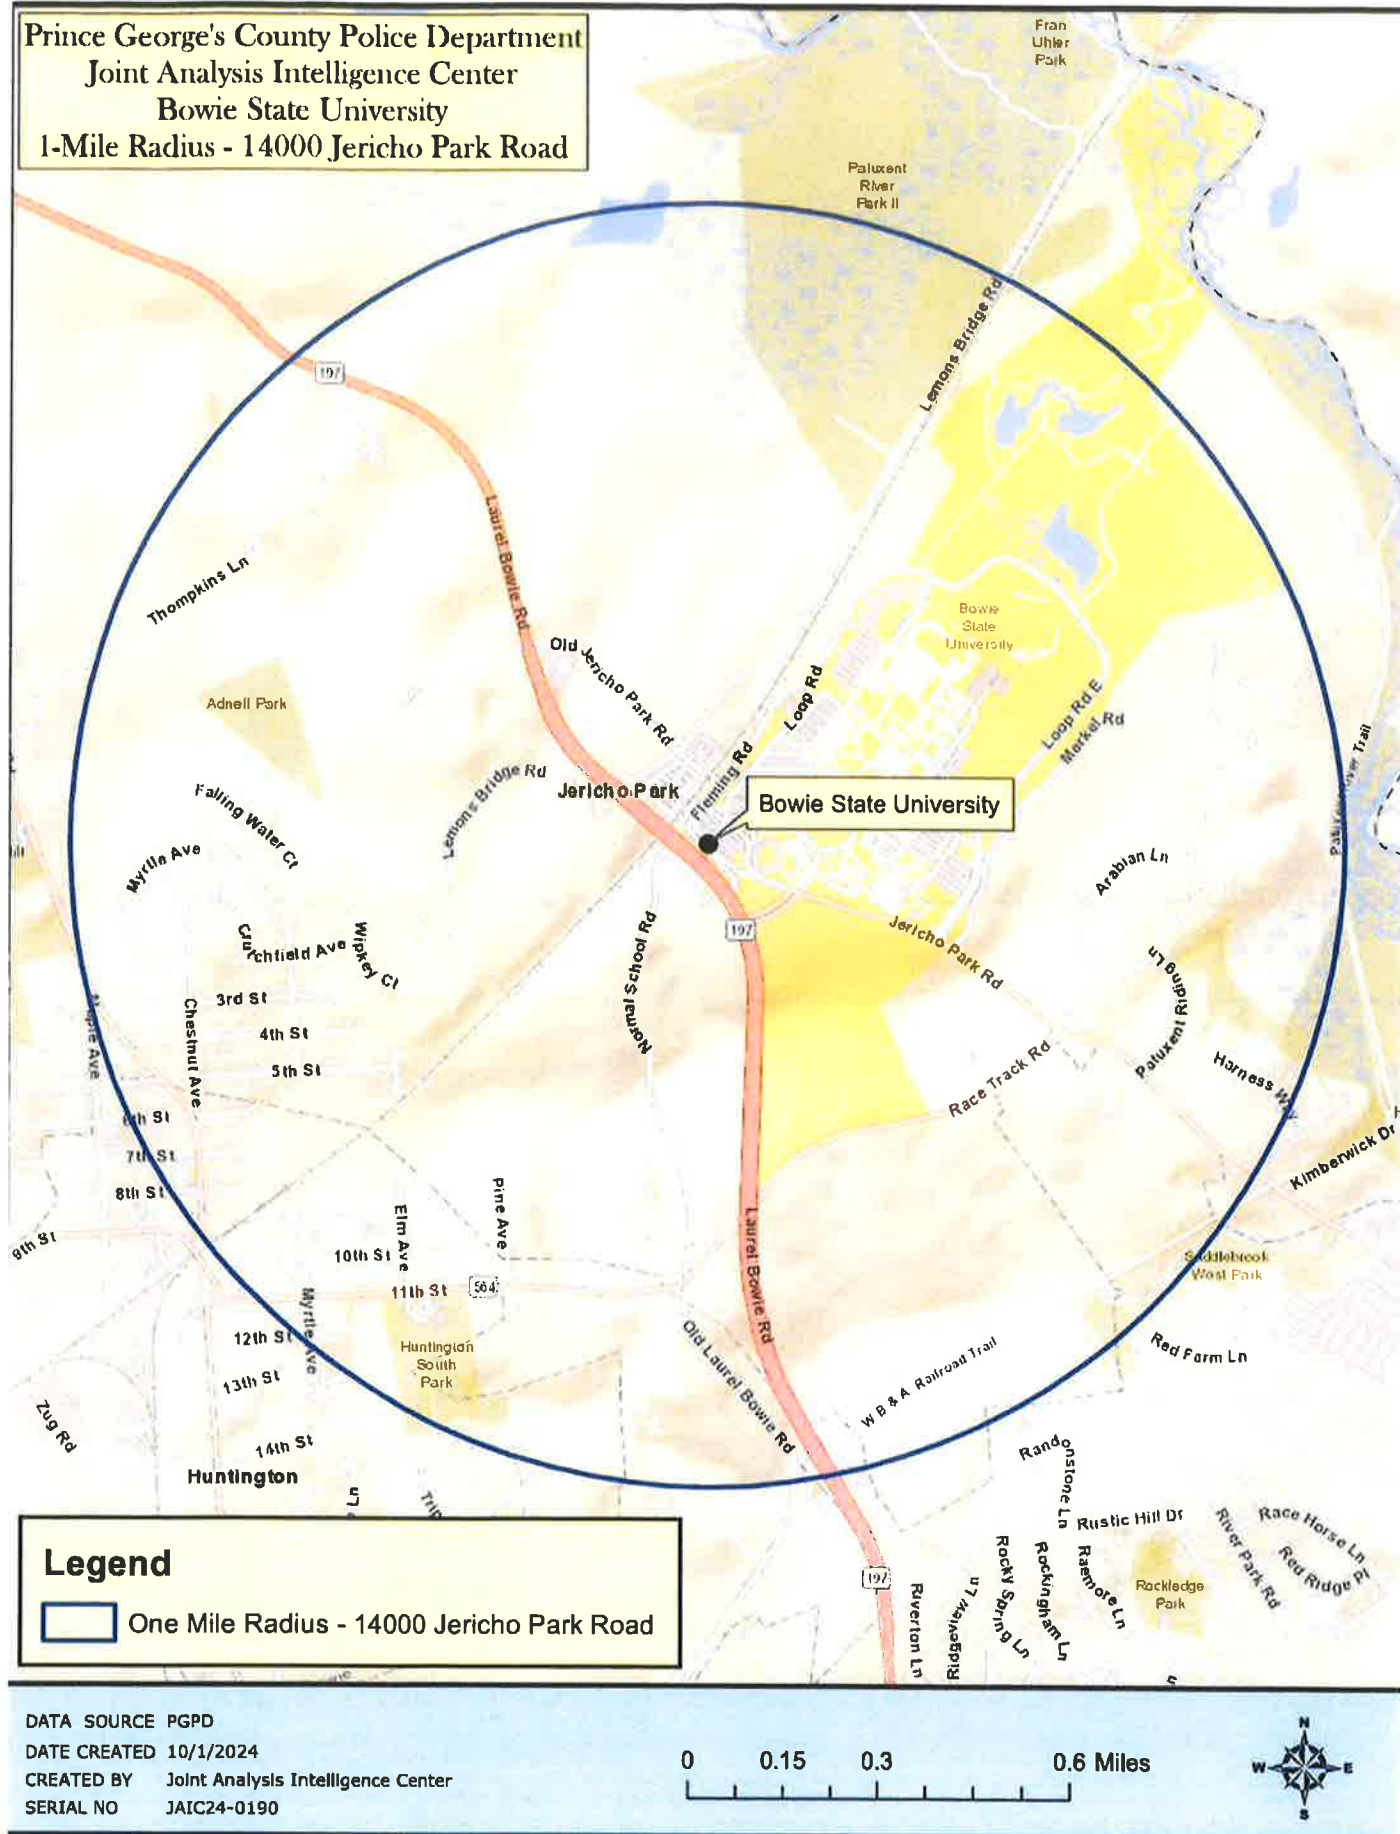 Prince George's County Police Department
Joint Analysis Intelligence Center
Bowie State University
1-Mile Radius - 14000 Jericho Park Road
Fran
Uhler
Park
Patuxent
River
Park II
197
Lemons Bridge Rd
Laurel Bowie Rd
Thompkins Ln
Bowie
State
University
Old Jericho Park Rd
Loop Rd
Adnell Park
Loop Rd E
Merkel Rd
Lemons Bridge Rd
Jericho Park
Fleming Rd
Bowie State University
Falling Water Ct
Myrtle Ave
Arabian Ln
Crutchfield Ave
Wipkey Ct
197
Jericho Park Rd
Normal School Rd
Patuxent Riding Ln
3rd St
Chestnut Ave
4th St
5th St
Maple Ave
Race Track Rd
Harness Way
6th St
7th St
8th St
Kimberwick Dr
9th St
Pine Ave
Elm Ave
10th St
11th St
564
Laurel Bowie Rd
Saddlebrook
West Park
Myrtle Ave
12th St
13th St
14th St
Huntington
South
Park
Old Laurel Bowie Rd
W B & A Railroad Trail
Red Farm Ln
Zug Rd
Huntington
Randonstone Ln
Rustic Hill Dr
River Park Rd
Race Horse Ln
Red Ridge Pl
Rockledge
Park
197
Riverton Ln
Ridgeview Ln
Rocky Spring Ln
Rockingham Ln
Raemore Ln
Legend
One Mile Radius - 14000 Jericho Park Road
DATA SOURCE PGPD
DATE CREATED 10/1/2024
CREATED BY Joint Analysis Intelligence Center
SERIAL NO JAIC24-0190
0 0.15 0.3 0.6 Miles
N
W E
S